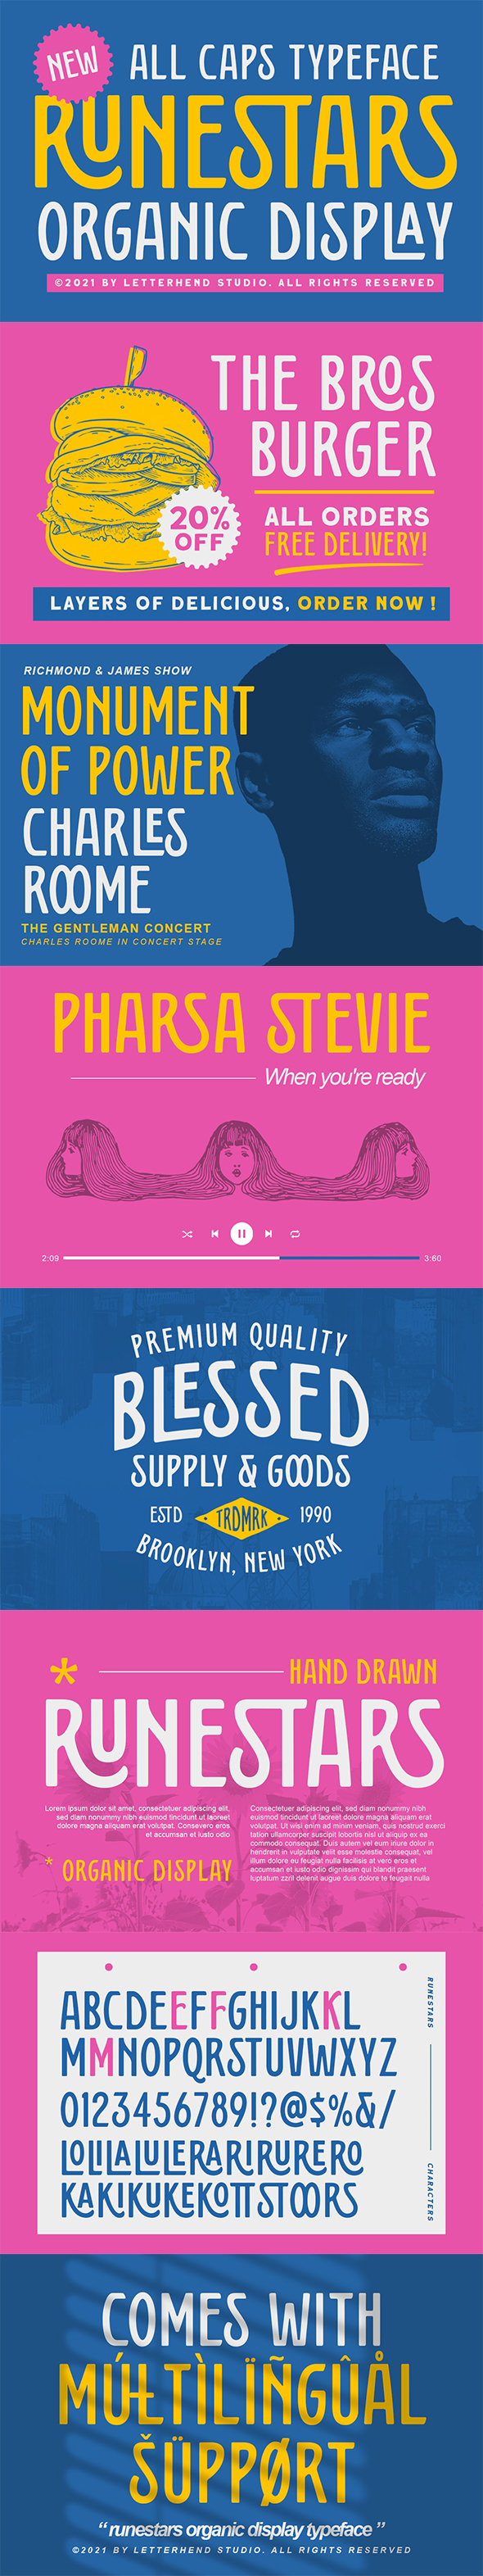 NEW
ALL CAPS TYPEFACE
RUNESTARS
ORGANIC DISPLAY
©2021 BY LETTERHEND STUDIO. ALL RIGHTS RESERVED
THE BROS
BURGER
20%
OFF
ALL ORDERS
FREE DELIVERY!
LAYERS OF DELICIOUS, ORDER NOW !
RICHMOND & JAMES SHOW
MONUMENT
OF POWER
CHARLES
ROOME
THE GENTLEMAN CONCERT
CHARLES ROOME IN CONCERT STAGE
PHARSA STEVIE
When you're ready
2:09
3:60
PREMIUM QUALITY
BLESSED
SUPPLY & GOODS
ESTD TRDMRK 1990
BROOKLYN, NEW YORK
* HAND DRAWN
RUNESTARS
Lorem ipsum dolor sit amet, consectetuer adipiscing elit,
sed diam nonummy nibh euismod tincidunt ut laoreet
dolore magna aliquam erat volutpat. Consevero eros
et accumsan et iusto odio
* ORGANIC DISPLAY
Consectetuer adipiscing elit, sed diam nonummy nibh
euismod tincidunt ut laoreet dolore magna aliquam erat
volutpat. Ut wisi enim ad minim veniam, quis nostrud exerci
tation ullamcorper suscipit lobortis nisl ut aliquip ex ea
commodo consequat. Duis autem vel eum iriure dolor in
hendrerit in vulputate velit esse molestie consequat, vel
illum dolore eu feugiat nulla facilisis at vero eros et
accumsan et iusto odio dignissim qui blandit praesent
luptatum zzril delenit augue duis dolore te feugait nulla
ABCDEEEFFGHIJKKL
MMNOPQRSTUVWXYZ
0123456789!?@$%&/
LOLILALULERARIRURERO
KAKIKUKEKOTTSTOORS
RUNESTARS
CHARACTERS
COMES WITH
MÚŁTÌLÏÑGÛÅL
ŠÜPPØRT
“ runestars organic display typeface ”
©2021 BY LETTERHEND STUDIO. ALL RIGHTS RESERVED